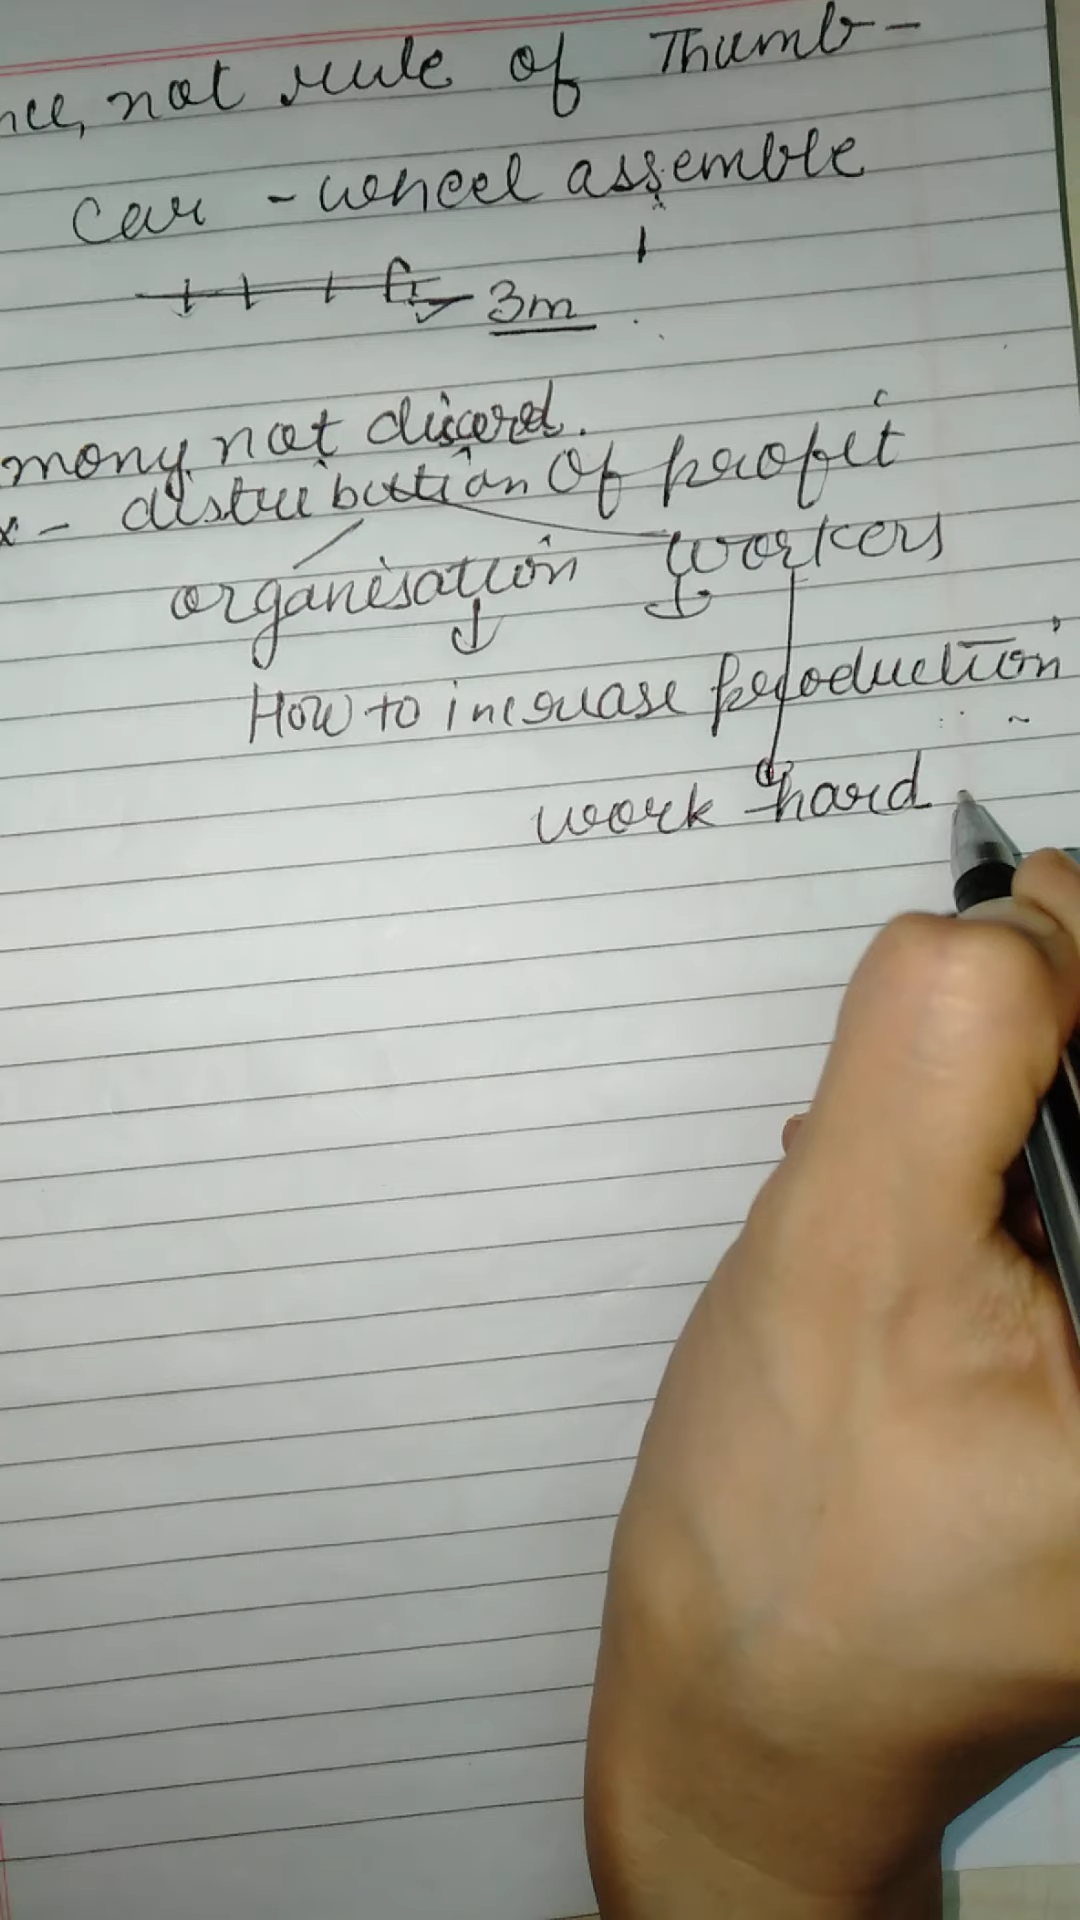 nce, not rule of Thumb-
Car - wheel assemble
3m
mony, not discord.
x - distribution Of profit
organisation workers
How to increase production
work hard